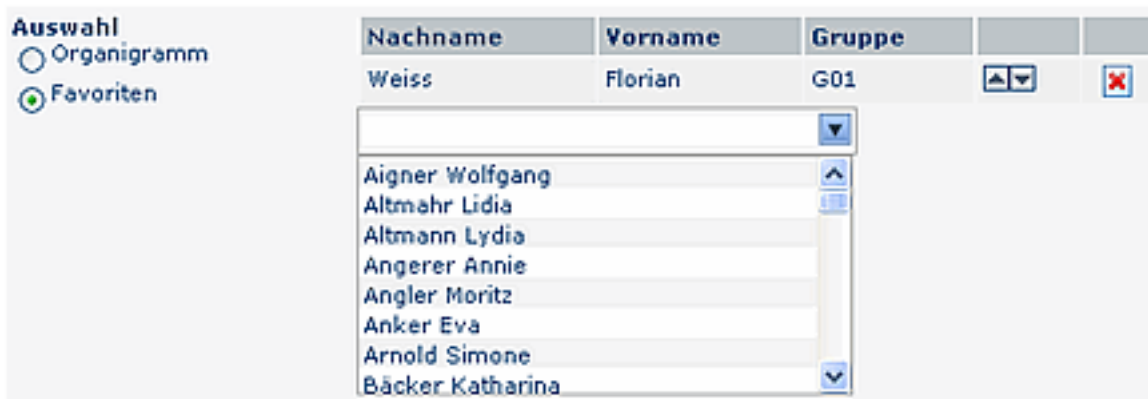 Auswahl
Organigramm
Favoriten
Nachname Vorname Gruppe
Weiss Florian G01
Aigner Wolfgang
Altmahr Lidia
Altmann Lydia
Angerer Annie
Angler Moritz
Anker Eva
Arnold Simone
Bäcker Katharina